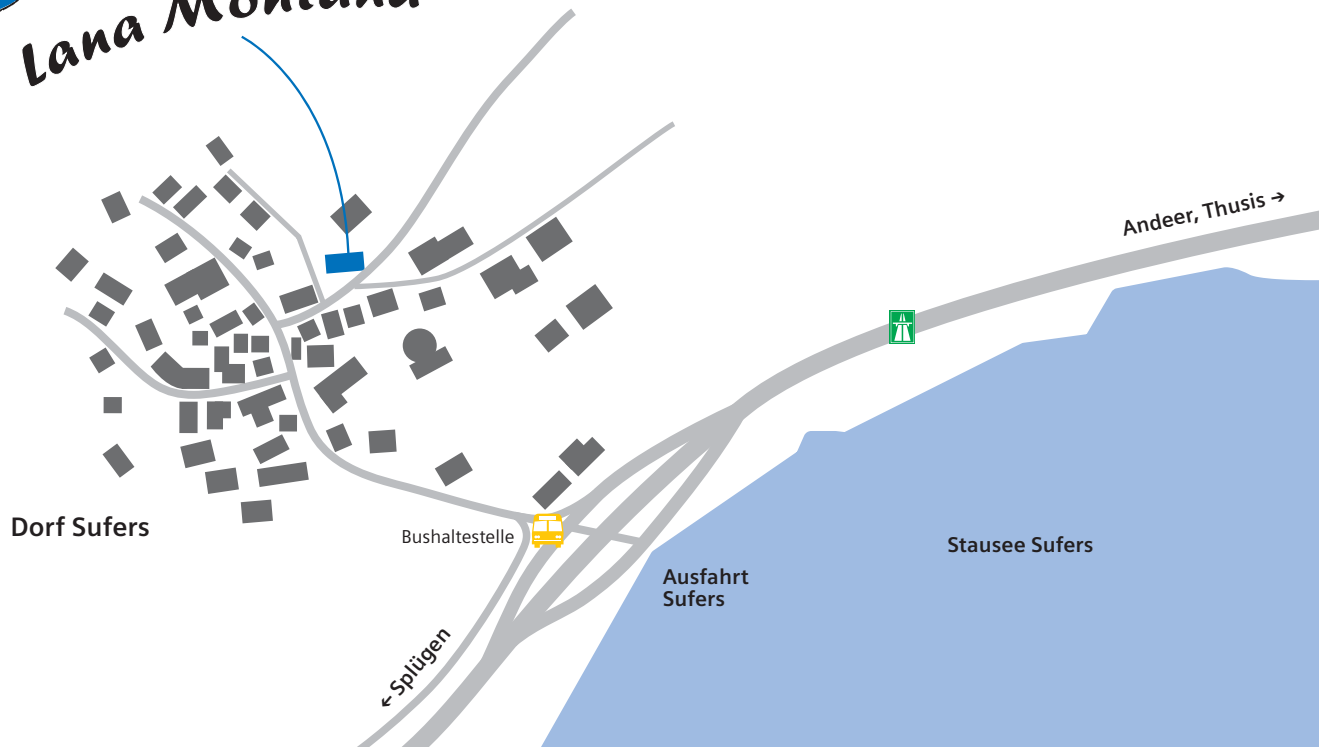 Lana Montana
Andeer, Thusis →
Dorf Sufers
Bushaltestelle
Stausee Sufers
Ausfahrt
Sufers
← Splügen